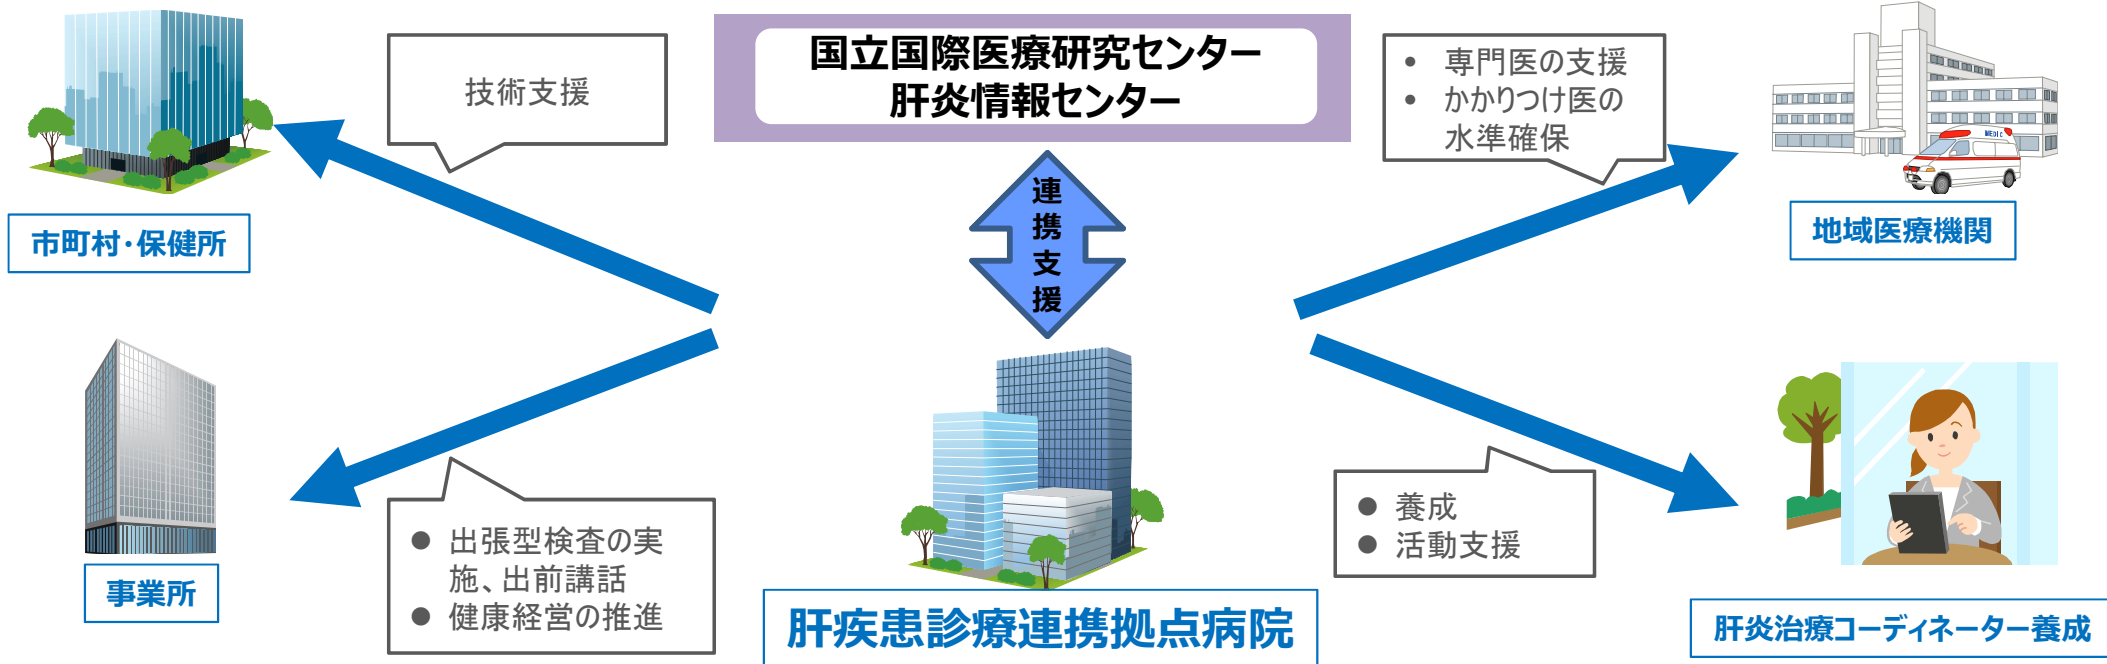 国立国際医療研究センター
肝炎情報センター
技術支援
• 専門医の支援
• かかりつけ医の
水準確保
連
携
支
援
市町村・保健所
地域医療機関
MEDIC
● 出張型検査の実
施、出前講話
● 健康経営の推進
● 養成
● 活動支援
事業所
肝疾患診療連携拠点病院
肝炎治療コーディネーター養成